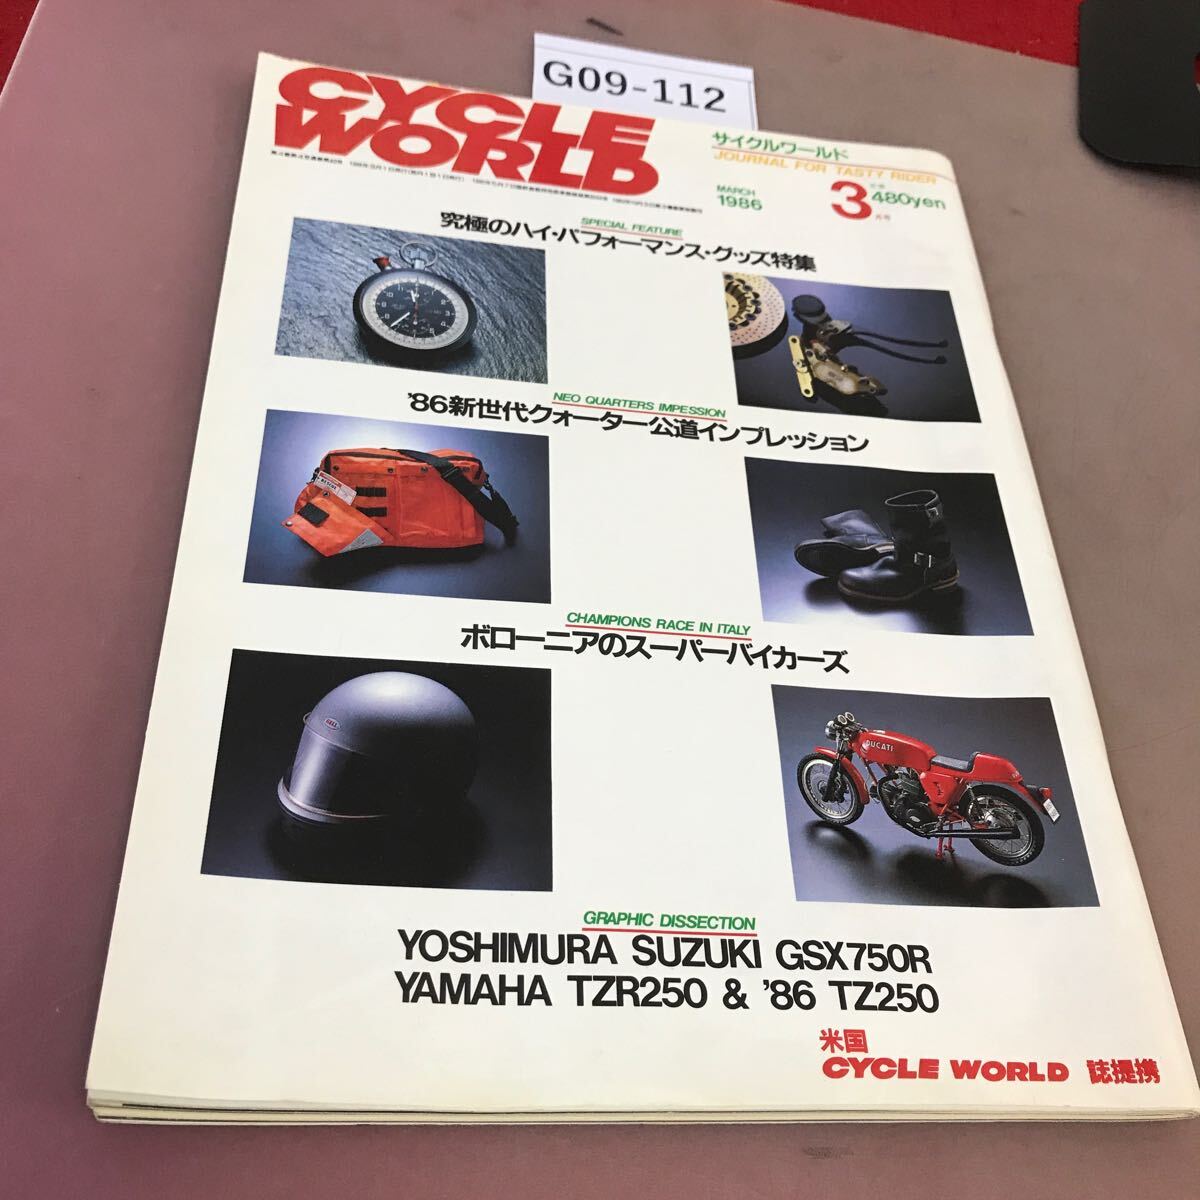 G09-112
CYCLE
WORLD
サイクルワールド
JOURNAL FOR TASTY RIDER
MARCH
1986
3
月号
480yen
SPECIAL FEATURE
究極のハイ・パフォーマンス・グッズ特集
NEO QUARTERS IMPESSION
'86新世代クォーター公道インプレッション
CHAMPIONS RACE IN ITALY
ボローニアのスーパーバイカーズ
BELL
DUCATI
GRAPHIC DISSECTION
YOSHIMURA SUZUKI GSX750R
YAMAHA TZR250 & '86 TZ250
米国
CYCLE WORLD 誌提携